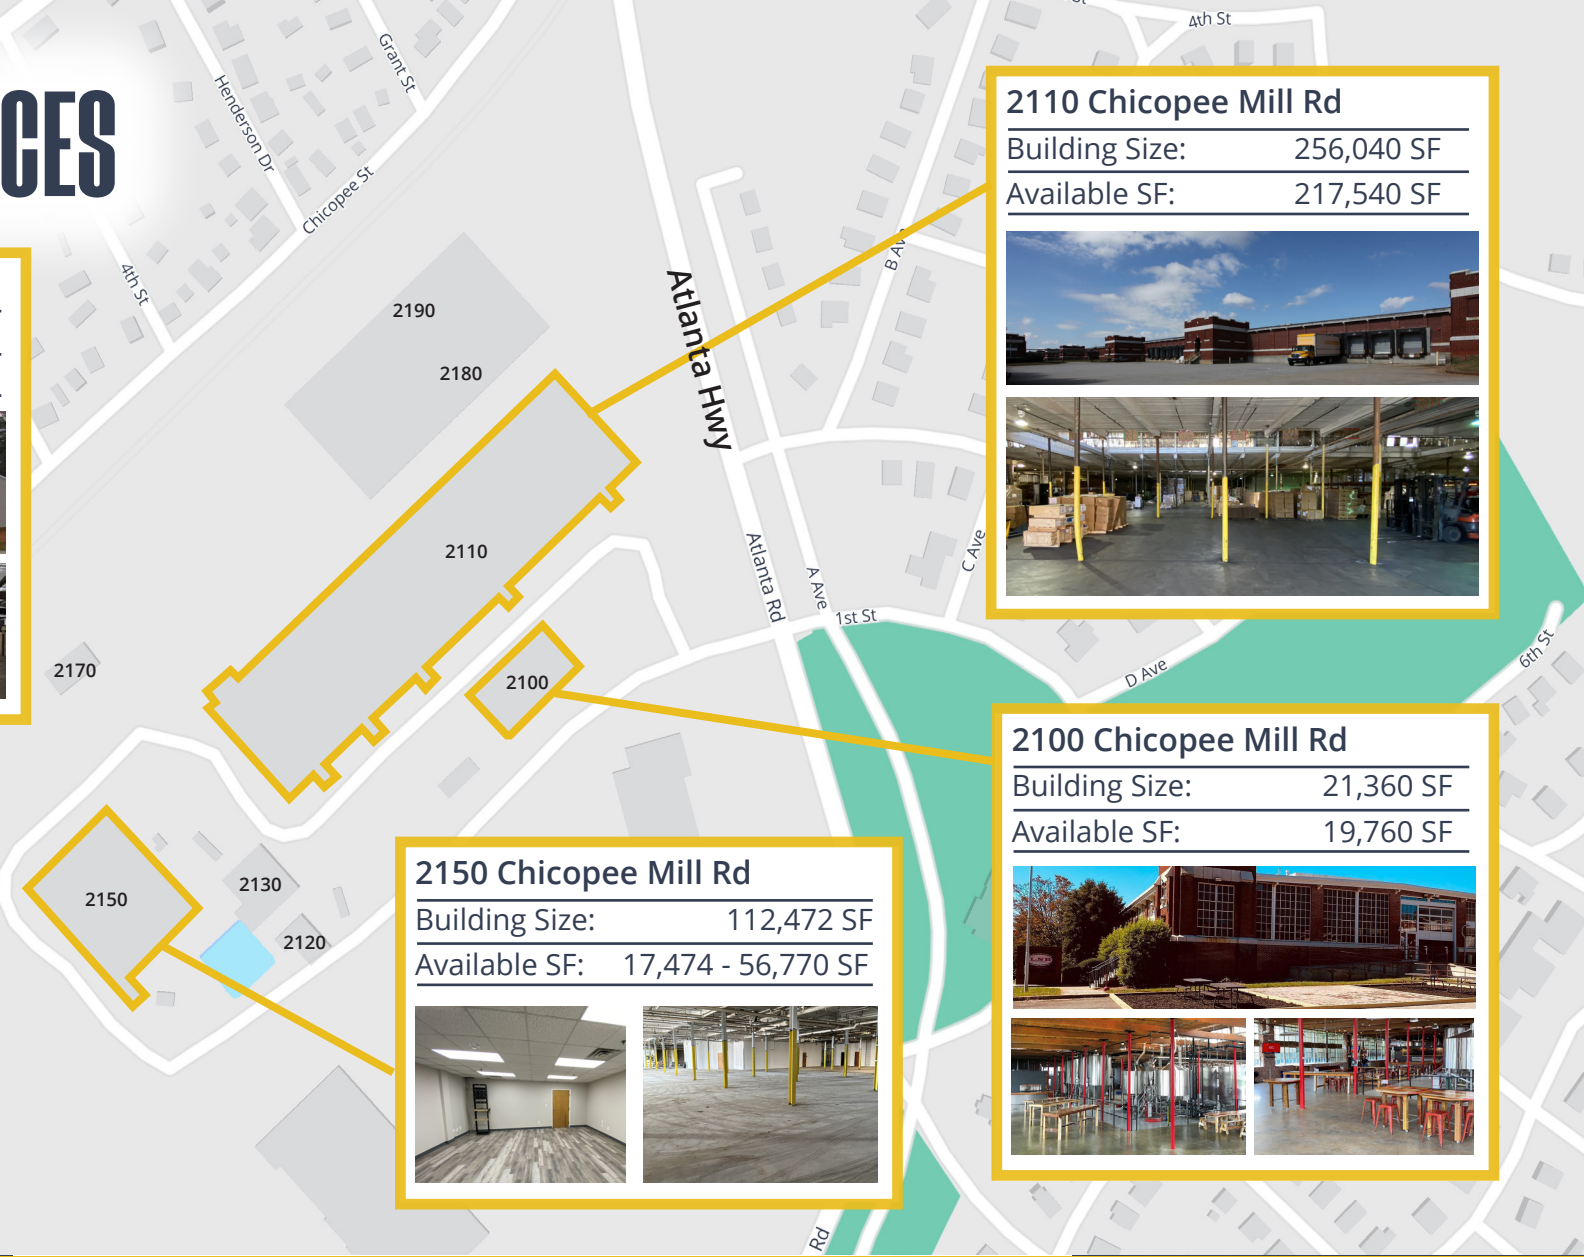 CES
4th St
Grant St
Henderson Dr
Chicopee St
4th St
B Ave
Atlanta Hwy
2190
2180
2110
2170
2100
Atlanta Rd
A Ave
1st St
C Ave
D Ave
6th St
2150
2130
2120
Rd
2110 Chicopee Mill Rd
Building Size: 256,040 SF
Available SF: 217,540 SF
2100 Chicopee Mill Rd
Building Size: 21,360 SF
Available SF: 19,760 SF
2150 Chicopee Mill Rd
Building Size: 112,472 SF
Available SF: 17,474 - 56,770 SF